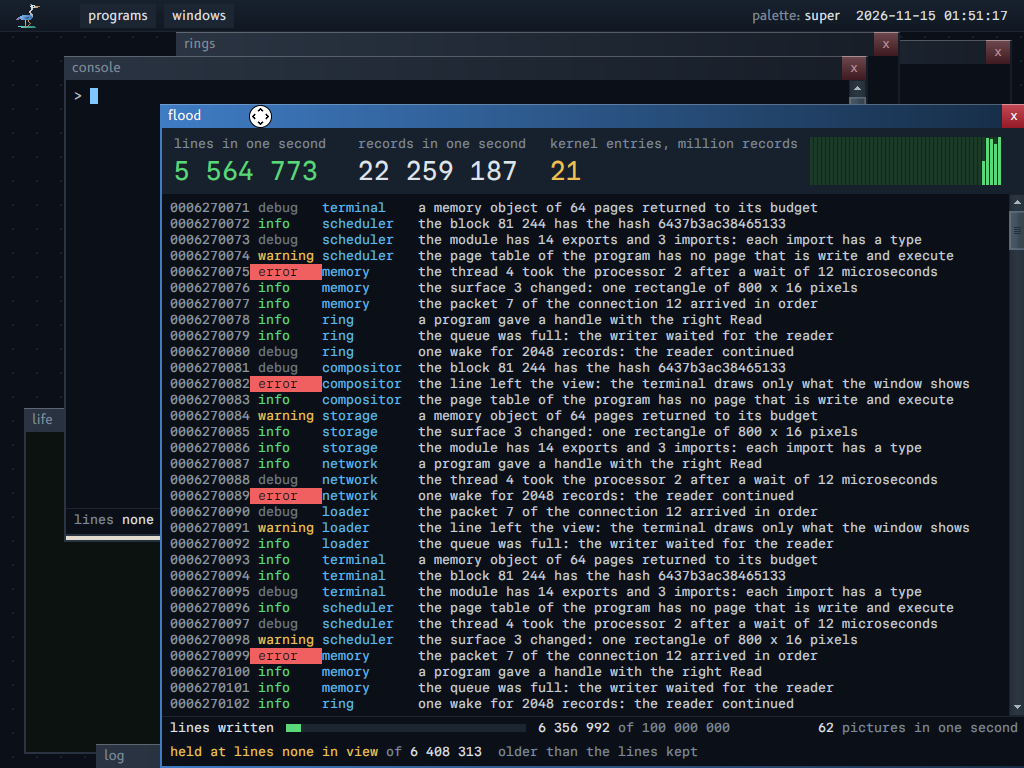 programs windows palette: super 2026-11-15 01:51:17
rings x
x
console x
>
flood x
lines in one second records in one second kernel entries, million records
5 564 773 22 259 187 21
0006270071 debug terminal a memory object of 64 pages returned to its budget
0006270072 info scheduler the block 81 244 has the hash 6437b3ac38465133
0006270073 debug scheduler the module has 14 exports and 3 imports: each import has a type
0006270074 warning scheduler the page table of the program has no page that is write and execute
0006270075 error memory the thread 4 took the processor 2 after a wait of 12 microseconds
0006270076 info memory the surface 3 changed: one rectangle of 800 x 16 pixels
0006270077 info memory the packet 7 of the connection 12 arrived in order
0006270078 info ring a program gave a handle with the right Read
0006270079 info ring the queue was full: the writer waited for the reader
0006270080 debug ring one wake for 2048 records: the reader continued
0006270081 debug compositor the block 81 244 has the hash 6437b3ac38465133
0006270082 error compositor the line left the view: the terminal draws only what the window shows
0006270083 info compositor the page table of the program has no page that is write and execute
0006270084 warning storage a memory object of 64 pages returned to its budget
0006270085 info storage the surface 3 changed: one rectangle of 800 x 16 pixels
0006270086 info storage the module has 14 exports and 3 imports: each import has a type
0006270087 info network a program gave a handle with the right Read
0006270088 debug network the thread 4 took the processor 2 after a wait of 12 microseconds
0006270089 error network one wake for 2048 records: the reader continued
0006270090 debug loader the packet 7 of the connection 12 arrived in order
0006270091 warning loader the line left the view: the terminal draws only what the window shows
0006270092 info loader the queue was full: the writer waited for the reader
0006270093 info terminal a memory object of 64 pages returned to its budget
0006270094 info terminal the block 81 244 has the hash 6437b3ac38465133
0006270095 debug terminal the module has 14 exports and 3 imports: each import has a type
0006270096 info scheduler the page table of the program has no page that is write and execute
0006270097 debug scheduler the thread 4 took the processor 2 after a wait of 12 microseconds
0006270098 warning scheduler the surface 3 changed: one rectangle of 800 x 16 pixels
0006270099 error memory the packet 7 of the connection 12 arrived in order
0006270100 info memory a program gave a handle with the right Read
0006270101 info memory the queue was full: the writer waited for the reader
0006270102 info ring one wake for 2048 records: the reader continued
lines written 6 356 992 of 100 000 000 62 pictures in one second
held at lines none in view of 6 408 313 older than the lines kept
life
lines none
log